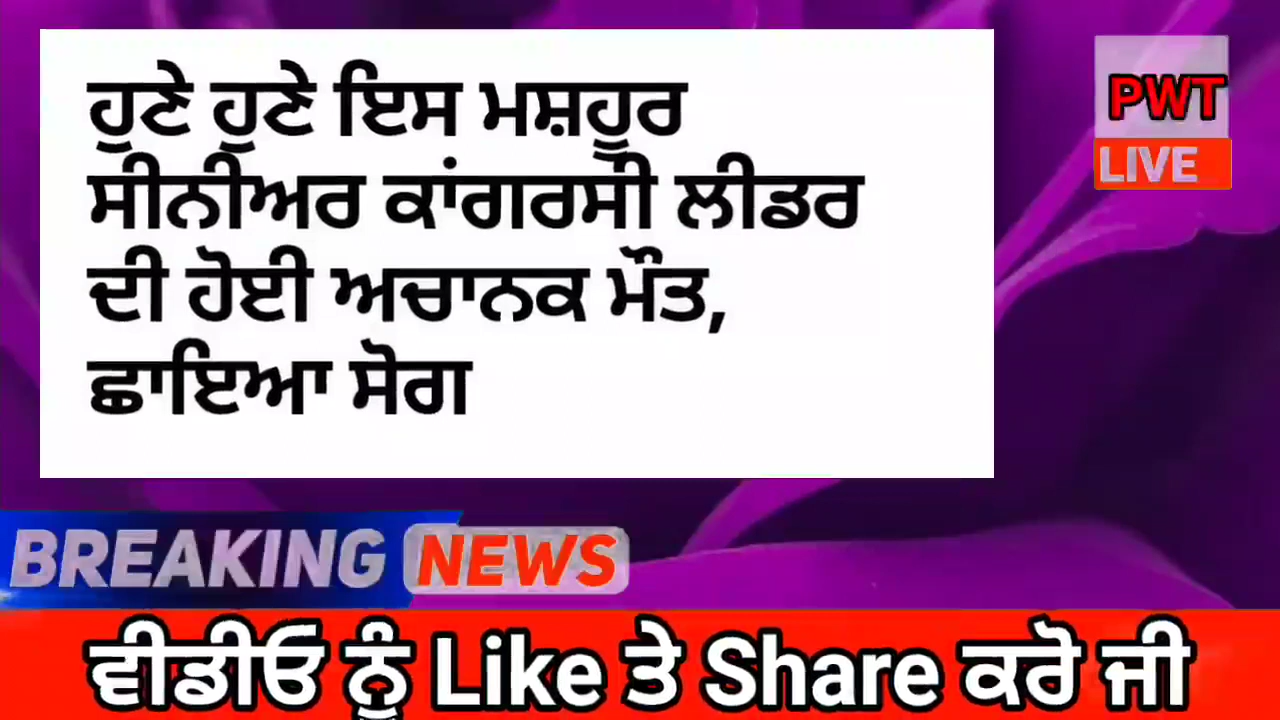 ਹੁਣੇ ਹੁਣੇ ਇਸ ਮਸ਼ਹੂਰ
ਸੀਨੀਅਰ ਕਾਂਗਰਸੀ ਲੀਡਰ
ਦੀ ਹੋਈ ਅਚਾਨਕ ਮੌਤ,
ਛਾਇਆ ਸੋਗ
PWT
LIVE
BREAKING NEWS
ਵੀਡੀਓ ਨੂੰ Like ਤੇ Share ਕਰੋ ਜੀ